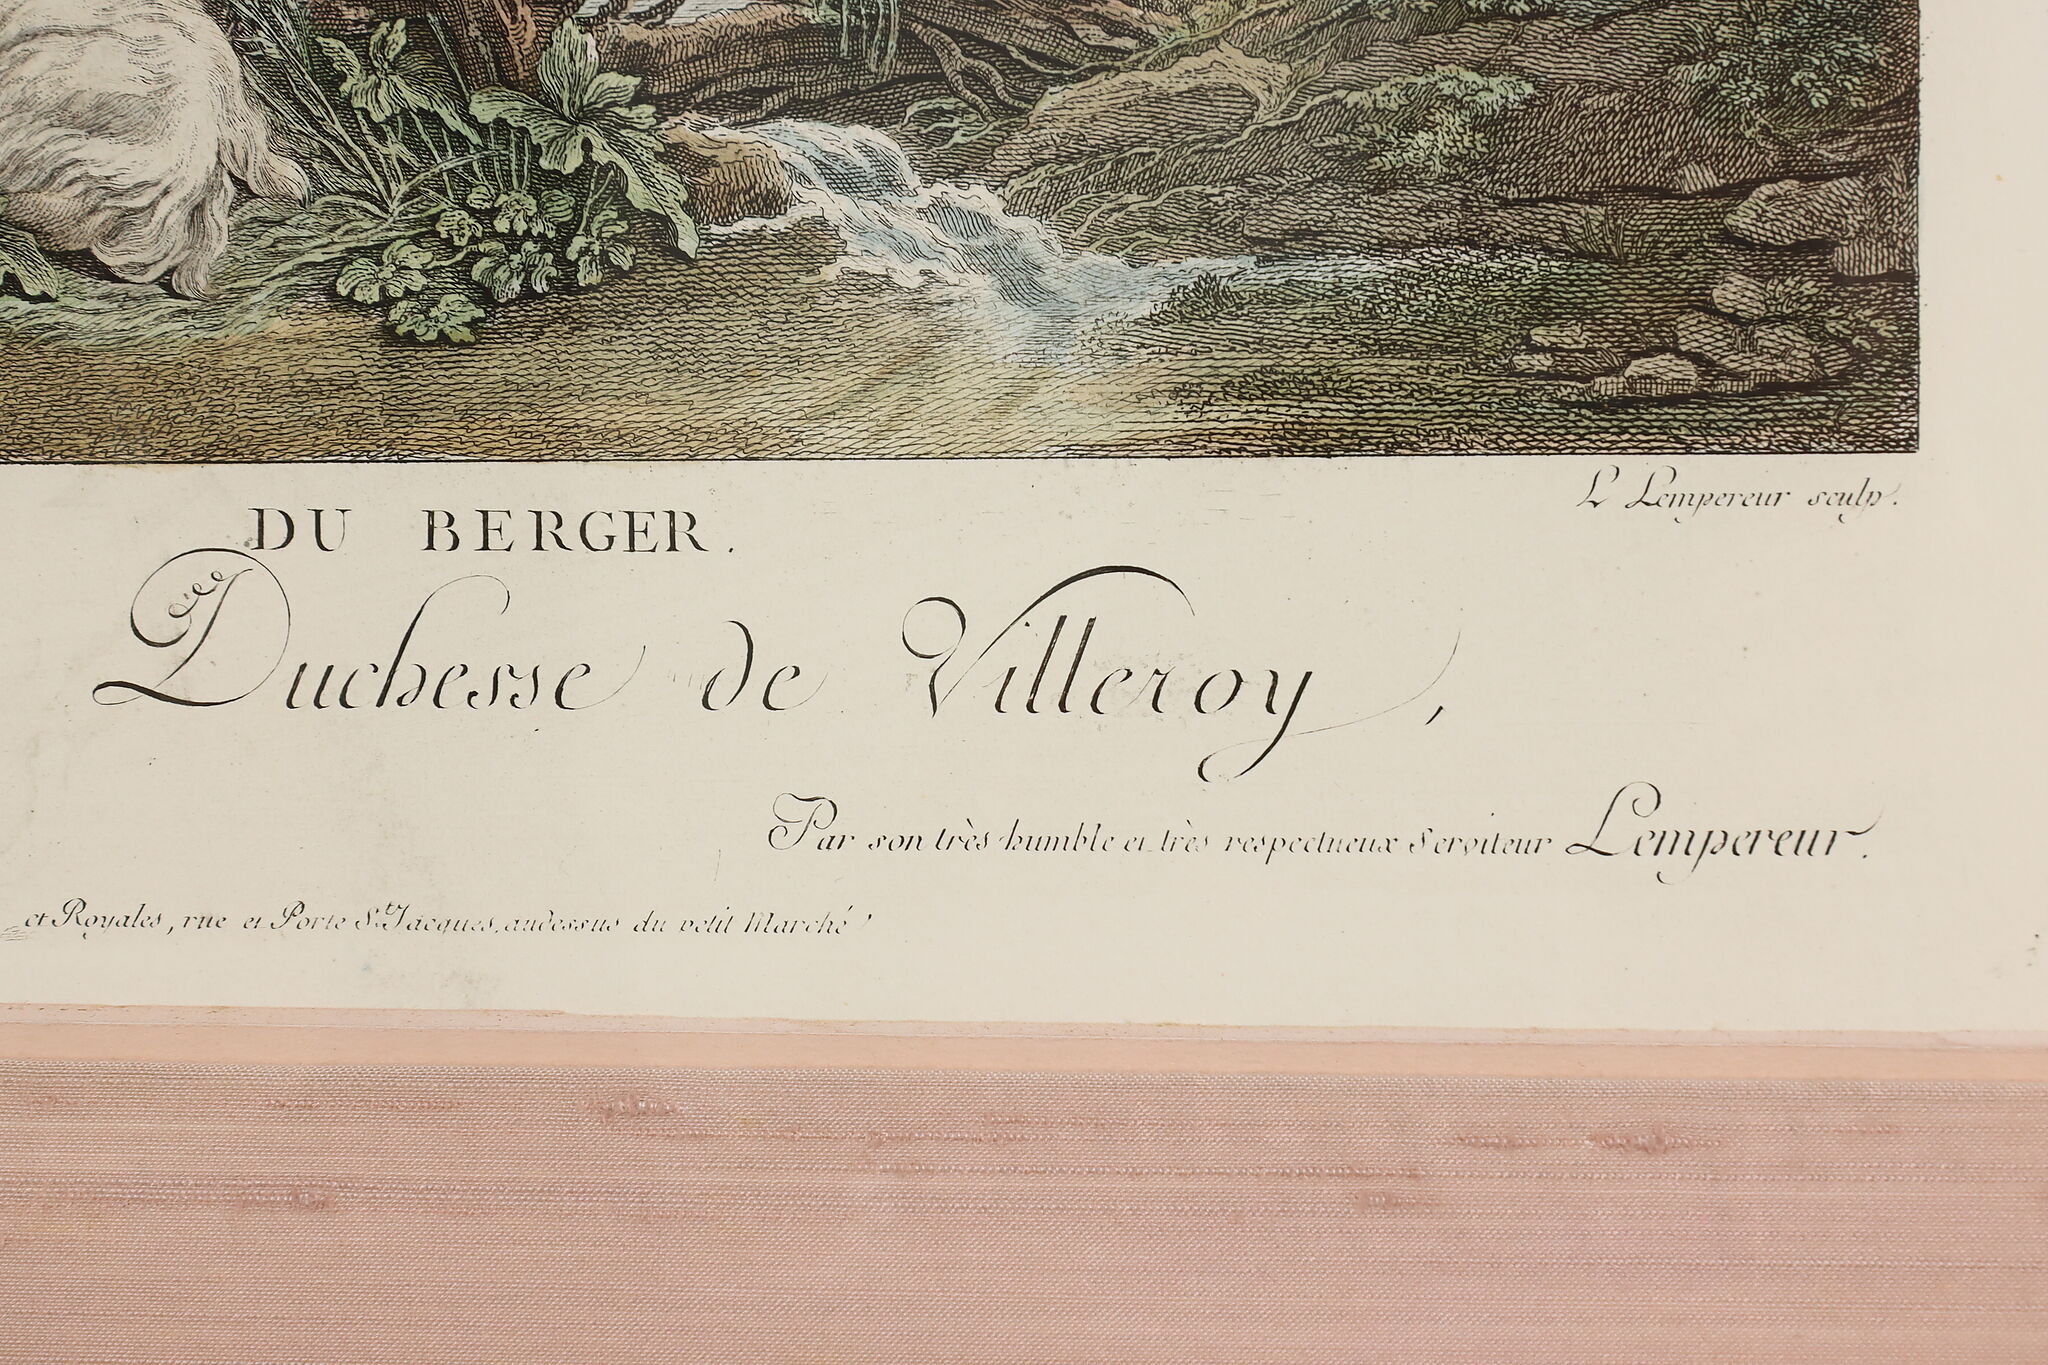 L Lempereur sculp.
DU BERGER.
Duchesse de Villeroy,
Par son très humble et très respectueux Serviteur Lempereur.
et Royales, rue et Porte St. Jacques, audessus du petit Marché